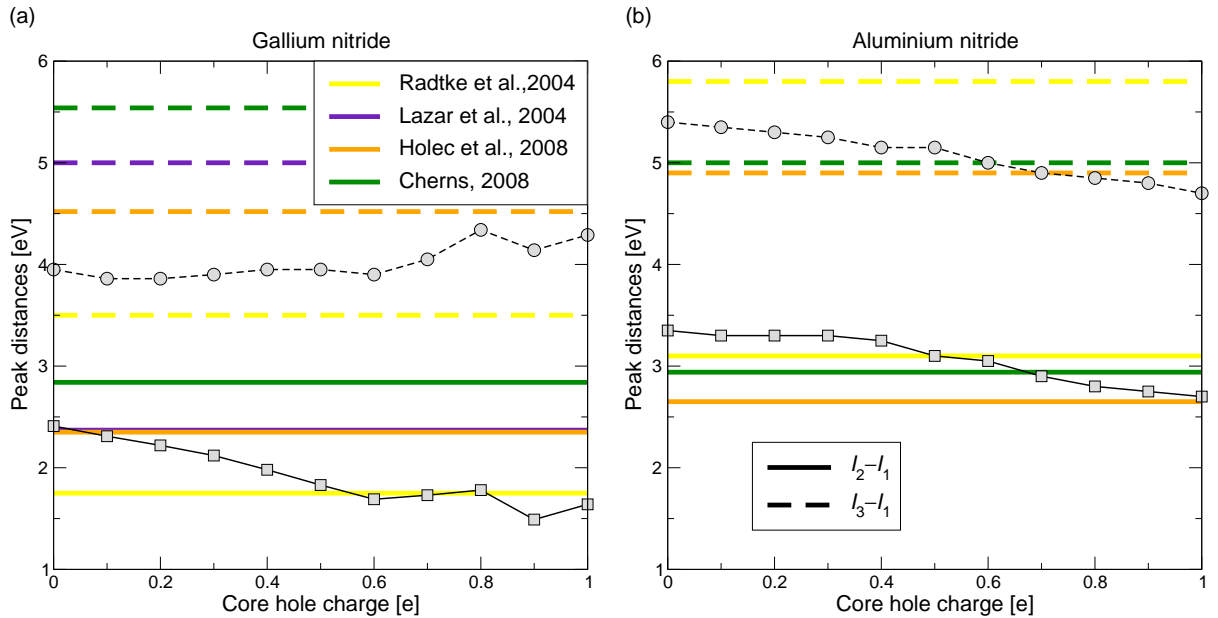 (a)
Gallium nitride
6
5
4
3
2
1
Peak distances [eV]
Radtke et al.,2004
Lazar et al., 2004
Holec et al., 2008
Cherns, 2008
0
0.2
0.4
0.6
0.8
1
Core hole charge [e]
(b)
Aluminium nitride
6
5
4
3
2
1
Peak distances [eV]
I2−I1
I3−I1
0
0.2
0.4
0.6
0.8
1
Core hole charge [e]